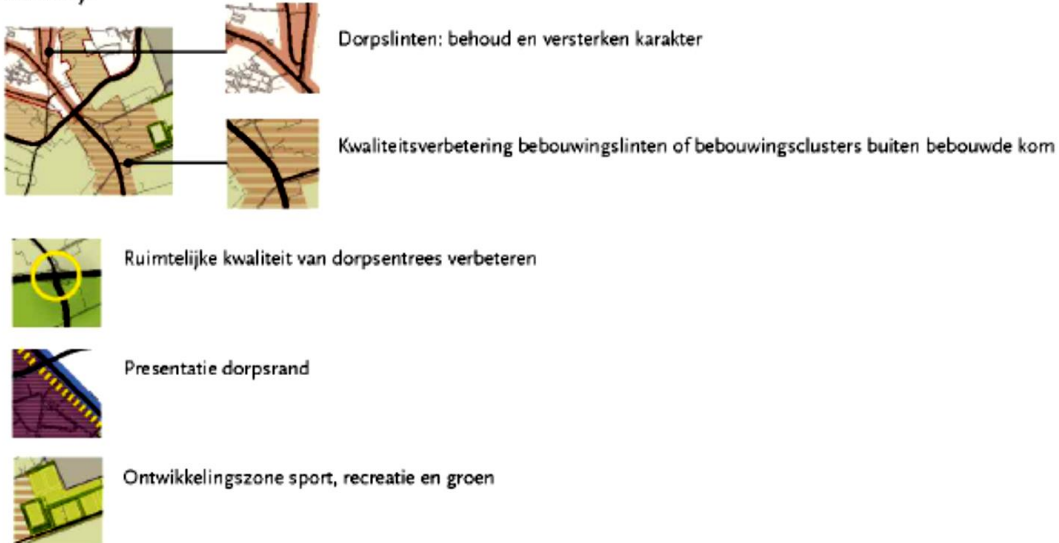 Dorpslinten: behoud en versterken karakter
Kwaliteitsverbetering bebouwingslinten of bebouwingsclusters buiten bebouwde kom
Ruimtelijke kwaliteit van dorpsentrees verbeteren
Presentatie dorpsrand
Ontwikkelingszone sport, recreatie en groen